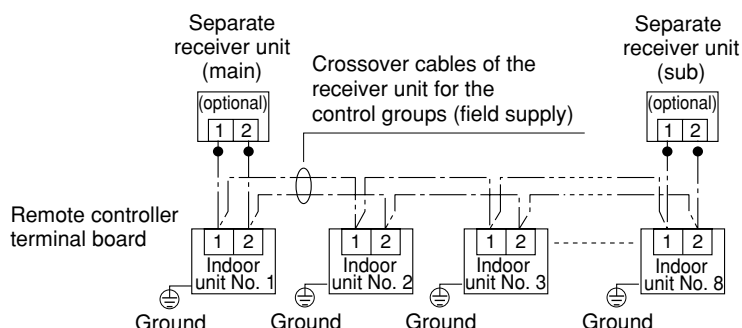 Separate
receiver unit
(main)
Separate
receiver unit
(sub)
Crossover cables of the
receiver unit for the
control groups (field supply)
(optional)
1 2
(optional)
1 2
Remote controller
terminal board
1 2
Indoor
unit No. 1
1 2
Indoor
unit No. 2
1 2
Indoor
unit No. 3
1 2
Indoor
unit No. 8
Ground
Ground
Ground
Ground